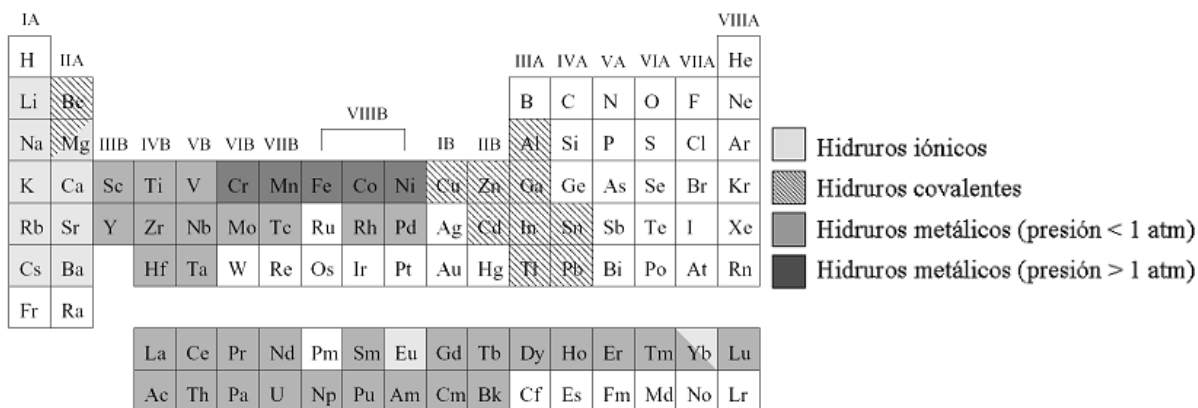 IA VIIIA
H IIA IIIA IVA VA VIA VIIA He
Li Be B C N O F Ne
VIIIB
Na Mg IIIB IVB VB VIB VIIB IB IIB Al Si P S Cl Ar
K Ca Sc Ti V Cr Mn Fe Co Ni Cu Zn Ga Ge As Se Br Kr
Rb Sr Y Zr Nb Mo Tc Ru Rh Pd Ag Cd In Sn Sb Te I Xe
Cs Ba Hf Ta W Re Os Ir Pt Au Hg Tl Pb Bi Po At Rn
Fr Ra
La Ce Pr Nd Pm Sm Eu Gd Tb Dy Ho Er Tm Yb Lu
Ac Th Pa U Np Pu Am Cm Bk Cf Es Fm Md No Lr
Hidruros iónicos
Hidruros covalentes
Hidruros metálicos (presión < 1 atm)
Hidruros metálicos (presión > 1 atm)